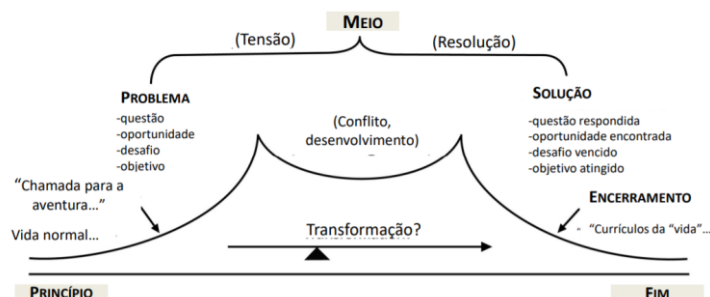 MEIO
(Tensão)
(Resolução)
PROBLEMA
-questão
-oportunidade
-desafio
-objetivo
(Conflito,
desenvolvimento)
SOLUÇÃO
-questão respondida
-oportunidade encontrada
-desafio vencido
-objetivo atingido
"Chamada para a
aventura..."
Vida normal...
Transformação?
ENCERRAMENTO
- "Currículos da "vida"...
PRINCÍPIO
FIM